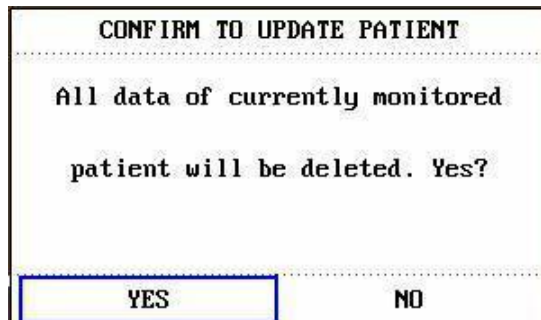 CONFIRM TO UPDATE PATIENT
All data of currently monitored
patient will be deleted. Yes?
YES NO